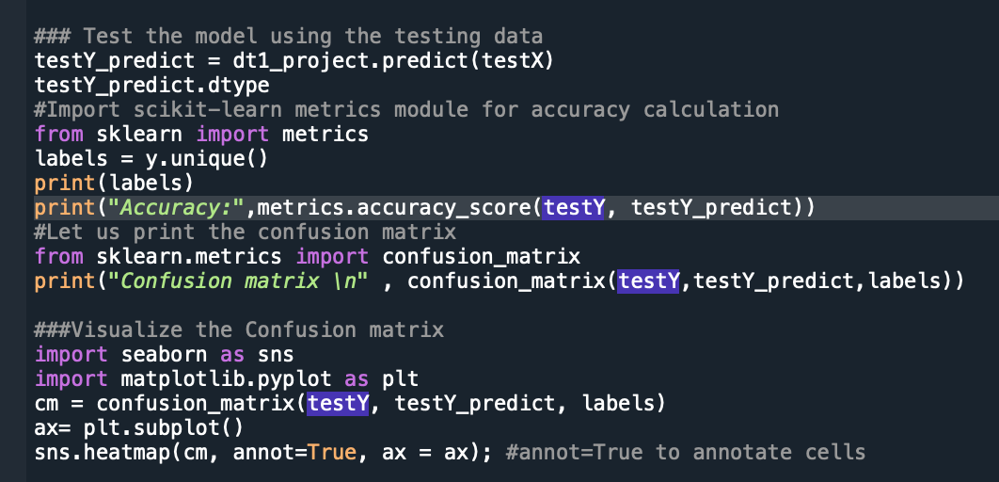 ### Test the model using the testing data
testY_predict = dt1_project.predict(testX)
testY_predict.dtype
#Import scikit-learn metrics module for accuracy calculation
from sklearn import metrics
labels = y.unique()
print(labels)
print("Accuracy:",metrics.accuracy_score(testY, testY_predict))
#Let us print the confusion matrix
from sklearn.metrics import confusion_matrix
print("Confusion matrix \n" , confusion_matrix(testY,testY_predict,labels))
###Visualize the Confusion matrix
import seaborn as sns
import matplotlib.pyplot as plt
cm = confusion_matrix(testY, testY_predict, labels)
ax= plt.subplot()
sns.heatmap(cm, annot=True, ax = ax); #annot=True to annotate cells